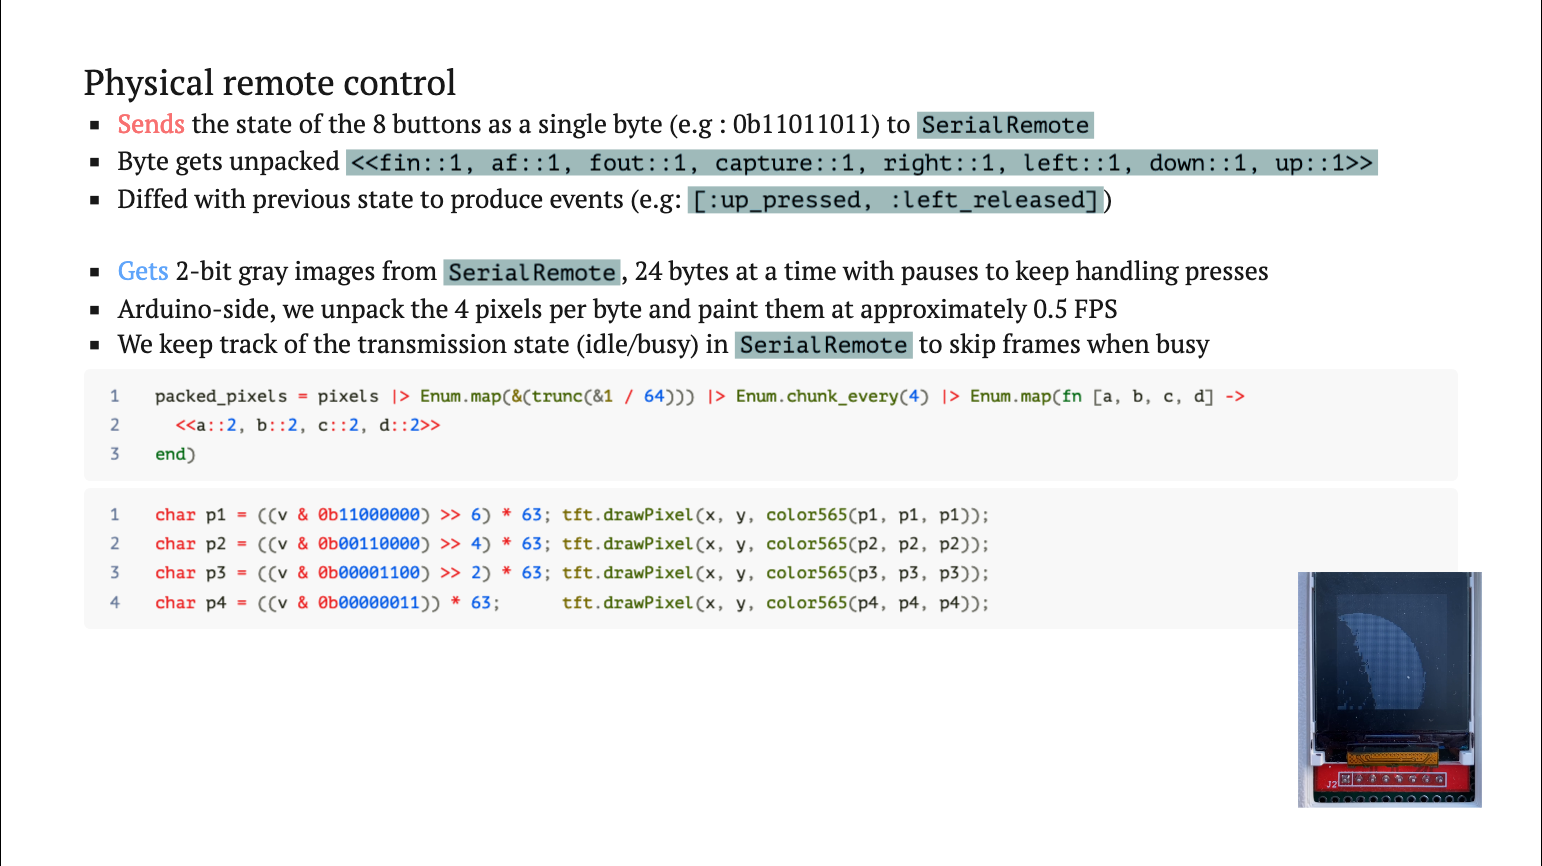 Physical remote control
▪ Sends the state of the 8 buttons as a single byte (e.g : 0b11011011) to SerialRemote
▪ Byte gets unpacked <<fin::1, af::1, fout::1, capture::1, right::1, left::1, down::1, up::1>>
▪ Diffed with previous state to produce events (e.g: [:up_pressed, :left_released])
▪ Gets 2-bit gray images from SerialRemote, 24 bytes at a time with pauses to keep handling presses
▪ Arduino-side, we unpack the 4 pixels per byte and paint them at approximately 0.5 FPS
▪ We keep track of the transmission state (idle/busy) in SerialRemote to skip frames when busy
1 packed_pixels = pixels |> Enum.map(&(trunc(&1 / 64))) |> Enum.chunk_every(4) |> Enum.map(fn [a, b, c, d] ->
2 <<a::2, b::2, c::2, d::2>>
3 end)
1 char p1 = ((v & 0b11000000) >> 6) * 63; tft.drawPixel(x, y, color565(p1, p1, p1));
2 char p2 = ((v & 0b00110000) >> 4) * 63; tft.drawPixel(x, y, color565(p2, p2, p2));
3 char p3 = ((v & 0b00001100) >> 2) * 63; tft.drawPixel(x, y, color565(p3, p3, p3));
4 char p4 = ((v & 0b00000011)) * 63; tft.drawPixel(x, y, color565(p4, p4, p4));
J2